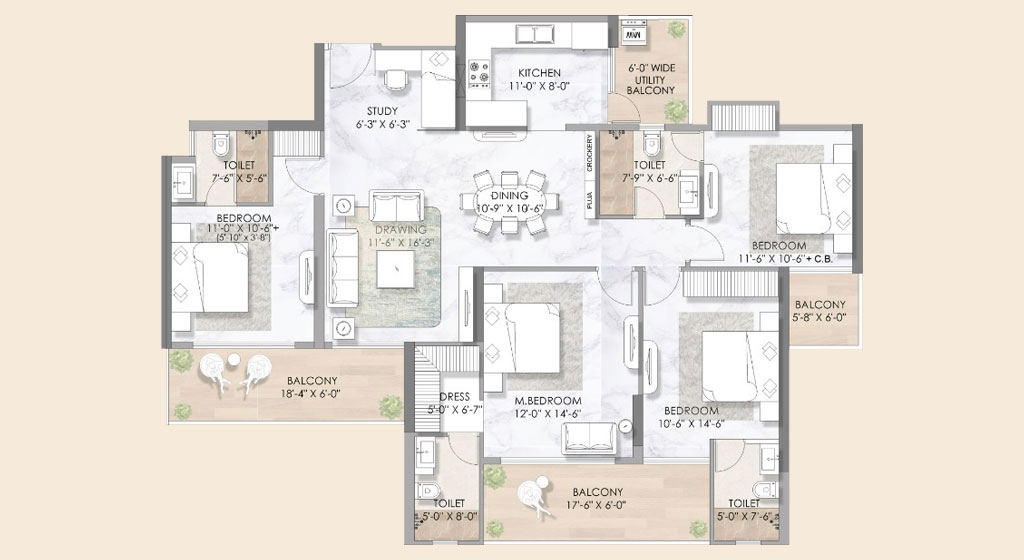 KITCHEN
11'-0" X 8'-0"
6'-0" WIDE
UTILITY
BALCONY
STUDY
6'-3" X 6'-3"
TOILET
7'-6" X 5'-6"
CROCKERY
PUJA
TOILET
7'-9" X 6'-6"
DINING
10'-9" X 10'-6"
BEDROOM
11'-0" X 10'-6"+
(5'-10" x 3'-8")
DRAWING
11'-6" X 16'-3"
BEDROOM
11'-6" X 10'-6"+ C.B.
BALCONY
5'-8" X 6'-0"
BALCONY
18'-4" X 6'-0"
DRESS
5'-0" X 6'-7"
M.BEDROOM
12'-0" X 14'-6"
BEDROOM
10'-6" X 14'-6"
TOILET
5'-0" X 8'-0"
BALCONY
17'-6" X 6'-0"
TOILET
5'-0" X 7'-6"